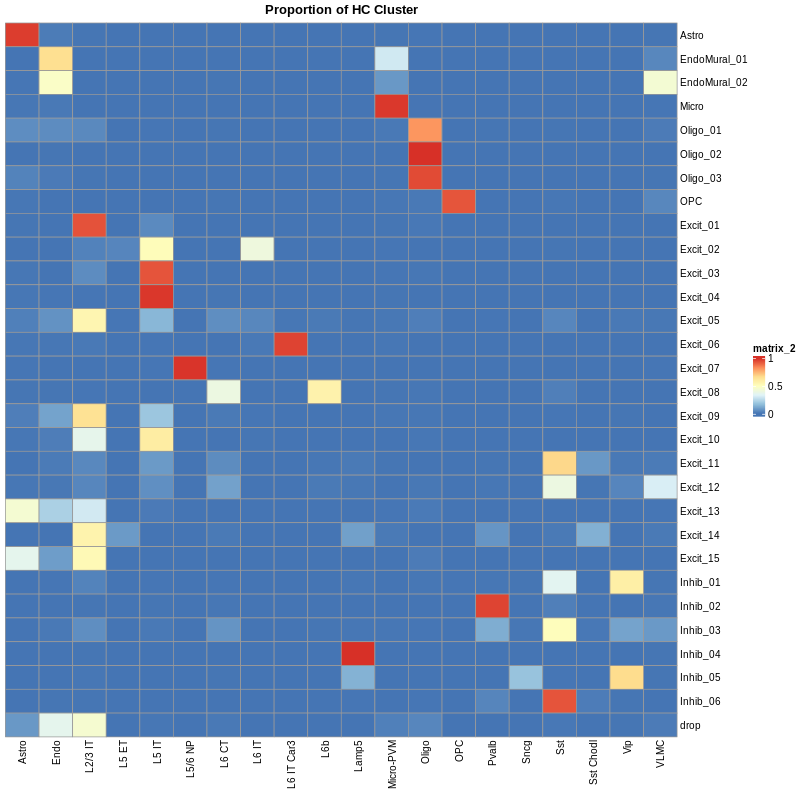 Proportion of HC Cluster
Astro
EndoMural_01
EndoMural_02
Micro
Oligo_01
Oligo_02
Oligo_03
OPC
Excit_01
Excit_02
Excit_03
Excit_04
Excit_05
Excit_06
Excit_07
Excit_08
Excit_09
Excit_10
Excit_11
Excit_12
Excit_13
Excit_14
Excit_15
Inhib_01
Inhib_02
Inhib_03
Inhib_04
Inhib_05
Inhib_06
drop
matrix_2
1
0.5
0
Astro
Endo
L2/3 IT
L5 ET
L5 IT
L5/6 NP
L6 CT
L6 IT
L6 IT Car3
L6b
Lamp5
Micro-PVM
Oligo
OPC
Pvalb
Sncg
Sst
Sst Chodl
Vip
VLMC